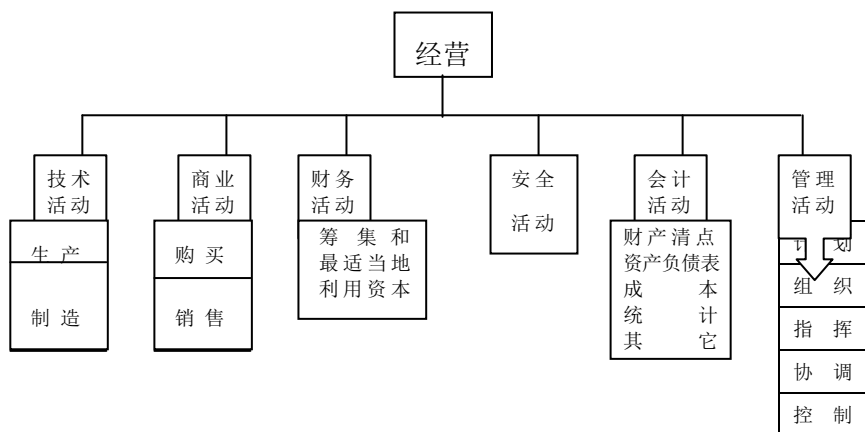 经营
技术
活动
生产
制造
商业
活动
购买
销售
财务
活动
筹集和
最适当地
利用资本
安全
活动
会计
活动
财产清点
资产负债表
成本
统计
其它
管理
活动
计划
组织
指挥
协调
控制